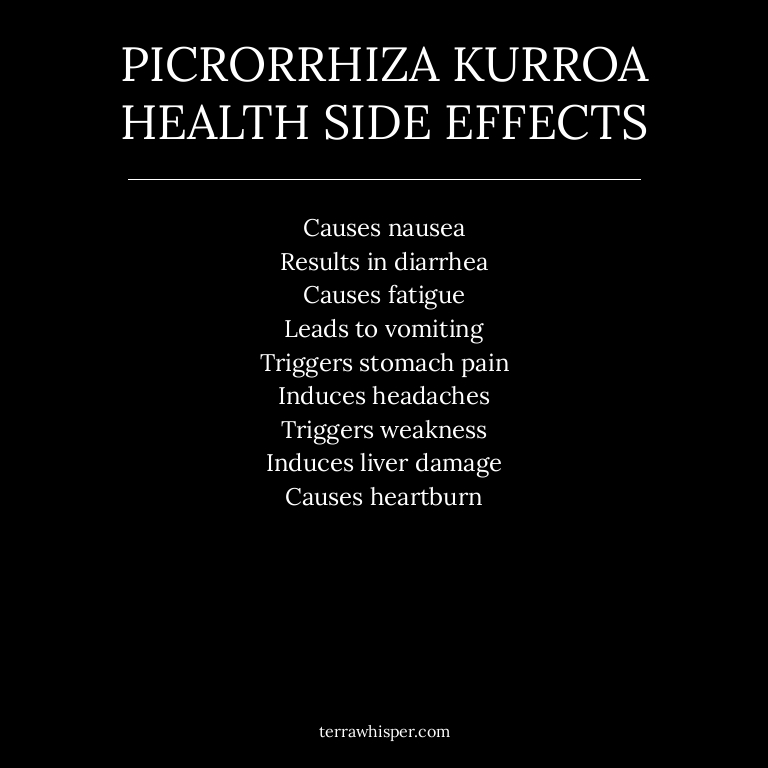 PICRORRHIZA KURROA
HEALTH SIDE EFFECTS
Causes nausea
Results in diarrhea
Causes fatigue
Leads to vomiting
Triggers stomach pain
Induces headaches
Triggers weakness
Induces liver damage
Causes heartburn
terrawhisper.com